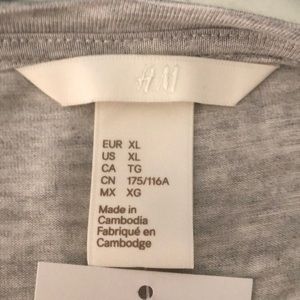 H&M
EUR XL
US XL
CA TG
CN 175/116A
MX XG
Made in
Cambodia
Fabriqué en
Cambodge